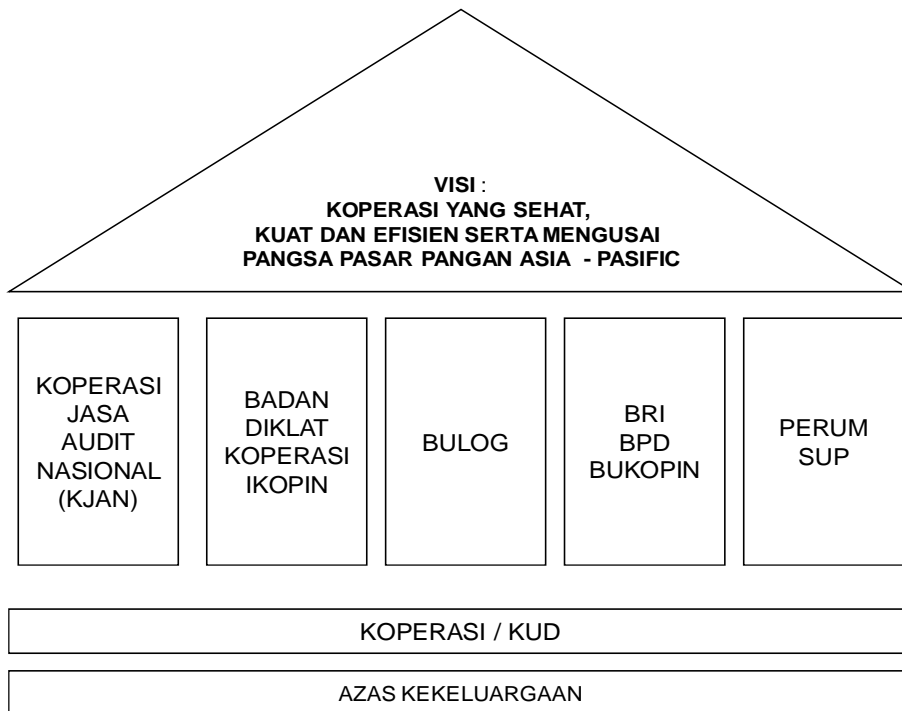 VISI :
KOPERASI YANG SEHAT,
KUAT DAN EFISIEN SERTA MENGUSAI
PANGSA PASAR PANGAN ASIA - PASIFIC
KOPERASI
JASA
AUDIT
NASIONAL
(KJAN)
BADAN
DIKLAT
KOPERASI
IKOPIN
BULOG
BRI
BPD
BUKOPIN
PERUM
SUP
KOPERASI / KUD
AZAS KEKELUARGAAN